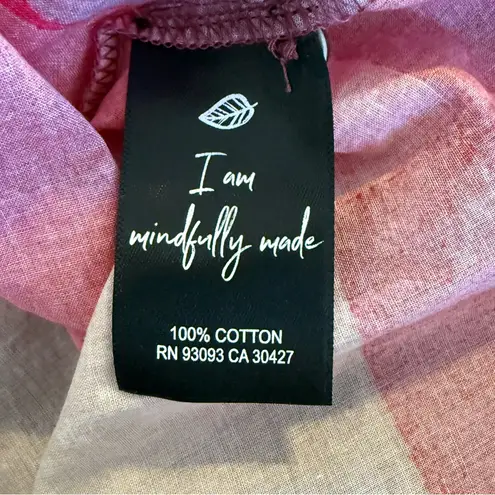 I am
mindfully made
100% COTTON
RN 93093 CA 30427